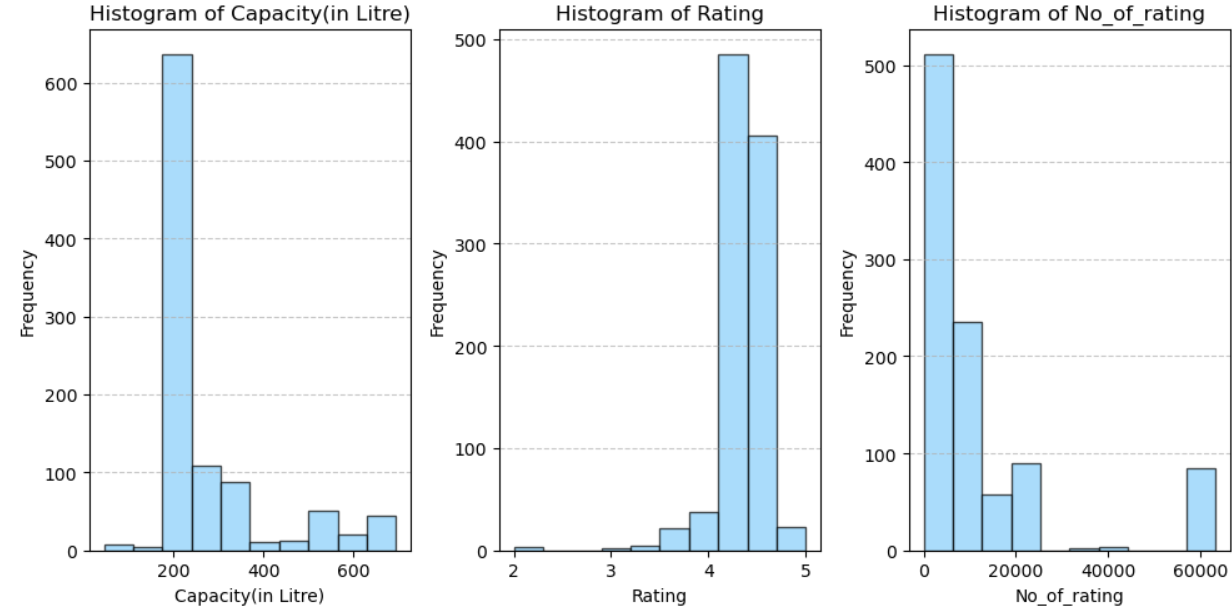 Histogram of Capacity(in Litre)
600
500
400
300
200
100
0
Frequency
200 400 600
Capacity(in Litre)
Histogram of Rating
500
400
300
200
100
0
Frequency
2 3 4 5
Rating
Histogram of No_of_rating
500
400
300
200
100
0
Frequency
0 20000 40000 60000
No_of_rating